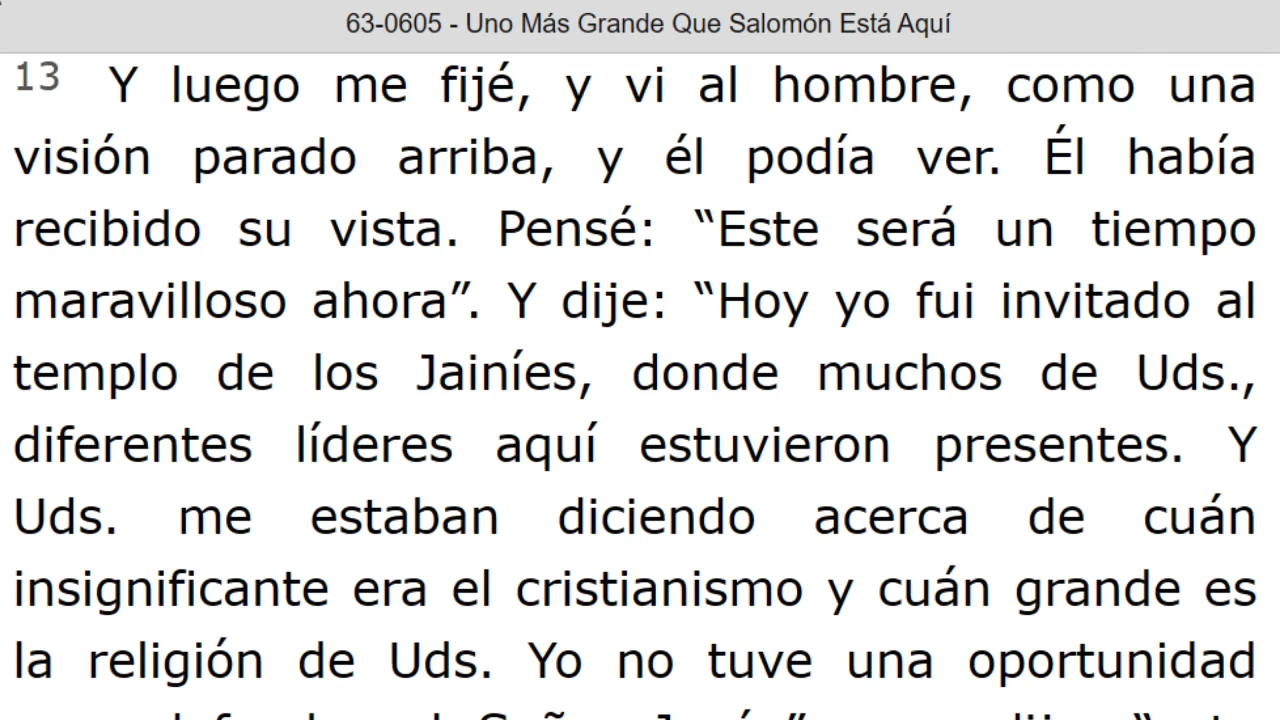 63-0605 - Uno Más Grande Que Salomón Está Aquí
13 Y luego me fijé, y vi al hombre, como una
visión parado arriba, y él podía ver. Él había
recibido su vista. Pensé: “Este será un tiempo
maravilloso ahora”. Y dije: “Hoy yo fui invitado al
templo de los Jainíes, donde muchos de Uds.,
diferentes líderes aquí estuvieron presentes. Y
Uds. me estaban diciendo acerca de cuán
insignificante era el cristianismo y cuán grande es
la religión de Uds. Yo no tuve una oportunidad